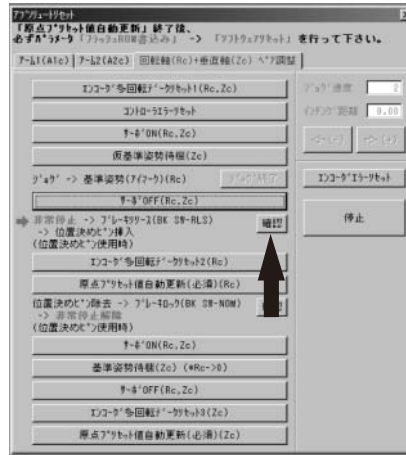 アブソリュートリセット
「原点プリセット値自動更新」終了後、
必ずパラメータ「フラッシュROM書込み」 -> 「ソフトウェアリセット」 を行って下さい。
アーム1(A1c) アーム2(A2c) 回転軸(Rc)+垂直軸(Zc) ペア調整
エンコーダ多回転データリセット1(Rc,Zc)
コントローラエラーリセット
サーボON(Rc,Zc)
仮基準姿勢待機(Zc)
ジョグ -> 基準姿勢(アイマーク)(Rc) ジョグ終了
サーボOFF(Rc,Zc)
非常停止 -> ブレーキリリース(BK SW-RLS)
-> 位置決めピン挿入
(位置決めピン使用時)
確認
エンコーダ多回転データリセット2(Rc)
原点プリセット値自動更新(必須)(Rc)
位置決めピン除去 -> ブレーキロック(BK SW-NOM)
-> 非常停止解除
(位置決めピン使用時)
サーボON(Rc,Zc)
基準姿勢待機(Zc) (*Rc->0)
サーボOFF(Rc,Zc)
エンコーダ多回転データリセット3(Zc)
原点プリセット値自動更新(必須)(Zc)
ジョグ速度 2
インチング距離 0.00
<-(-) ->(+)
エンコーダエラーリセット
停止